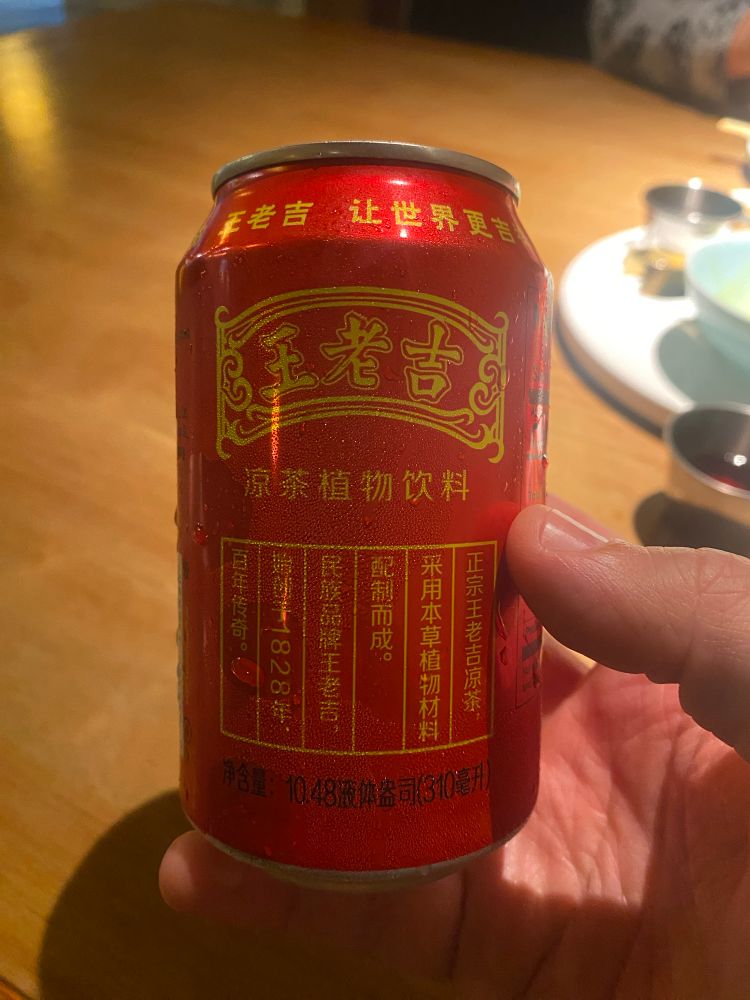 王老吉 让世界更吉
王老吉
凉茶植物饮料
正宗王老吉凉茶，
采用本草植物材料
配制而成。
民族品牌王老吉，
始创于1828年，
百年传奇。
净含量：10.48液体盎司(310毫升)